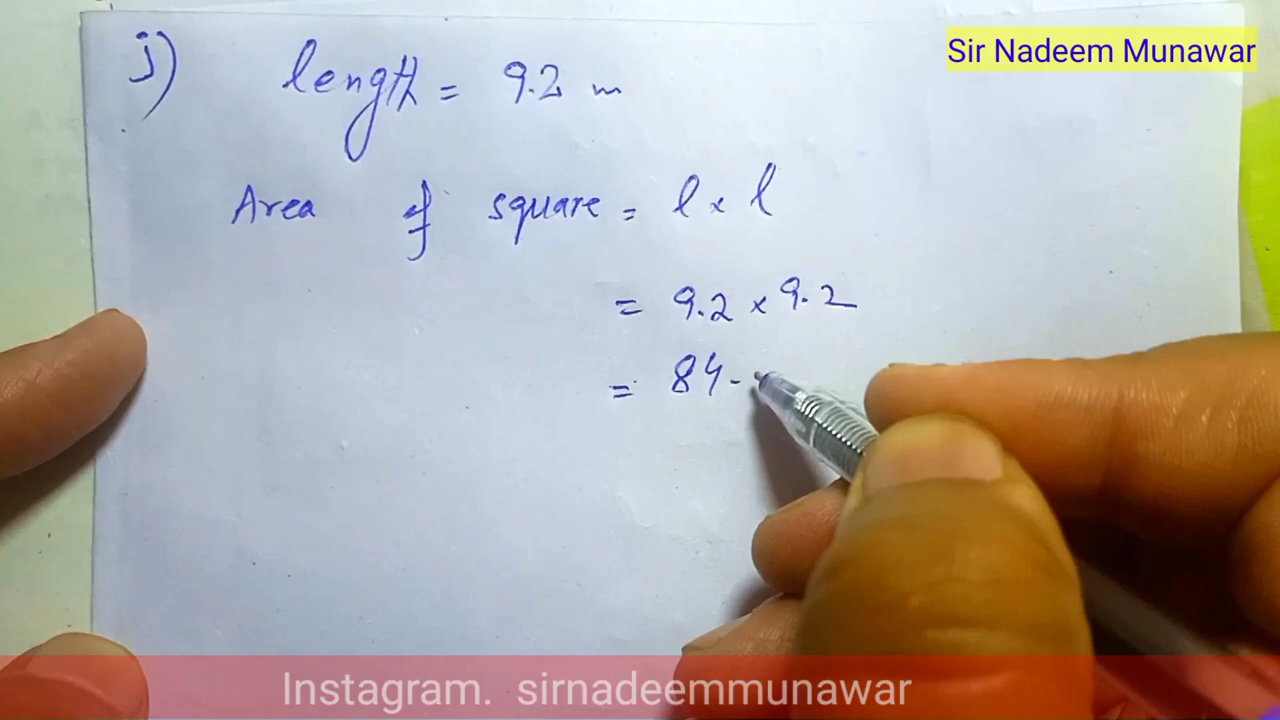 Sir Nadeem Munawar
j) length = 9.2 m
Area of square = l × l
= 9.2 × 9.2
= 84.
Instagram. sirnadeemmunawar